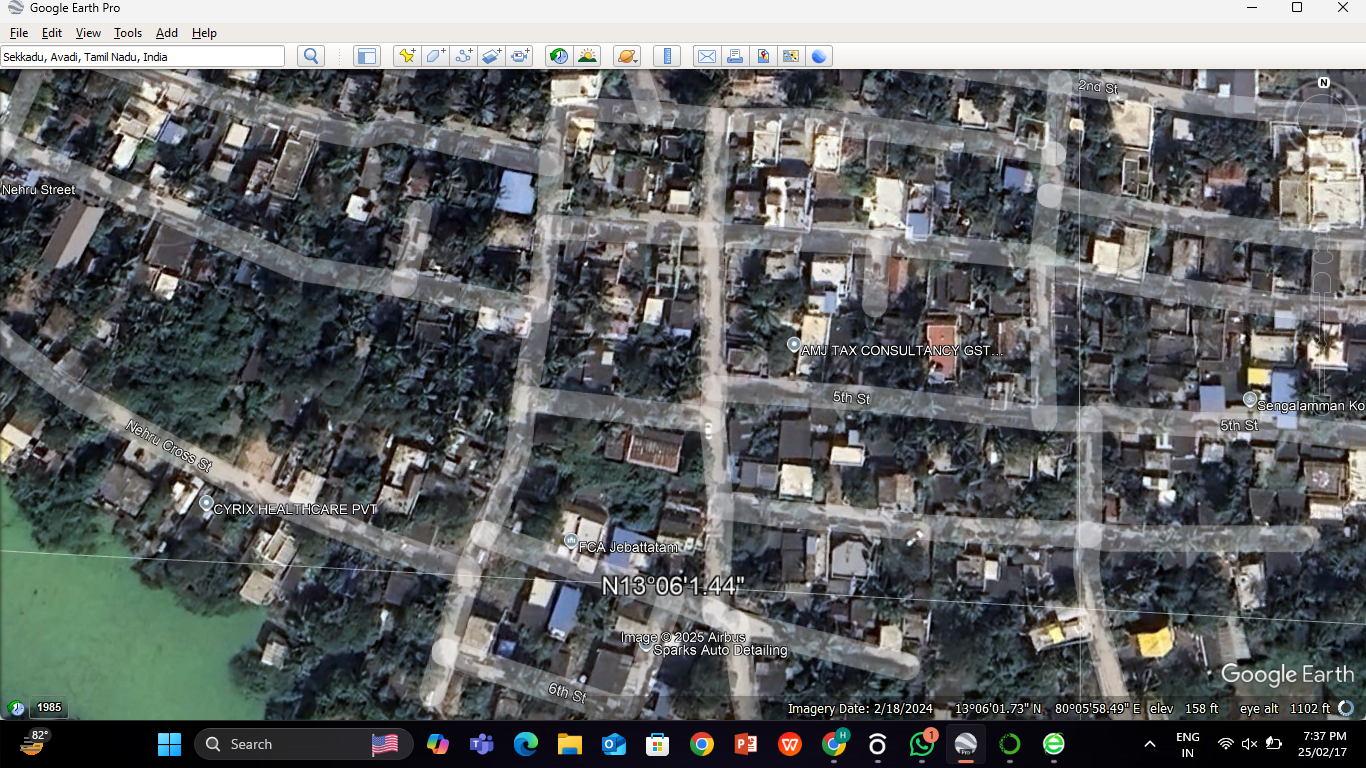 Google Earth Pro
File Edit View Tools Add Help
Sekkadu, Avadi, Tamil Nadu, India
N
2nd St
Nehru Street
AMJ TAX CONSULTANCY GST...
5th St
Sengalamman Ko
5th St
Nehru Cross St
CYRIX HEALTHCARE PVT
FCA Jebattatam
N13°06'1.44"
Image © 2025 Airbus
Sparks Auto Detailing
6th St
Google Earth
1985
Imagery Date: 2/18/2024 13°06'01.73" N 80°05'58.49" E elev 158 ft eye alt 1102 ft
82°
Search
H
1
Pro
ENG
IN
7:37 PM
25/02/17